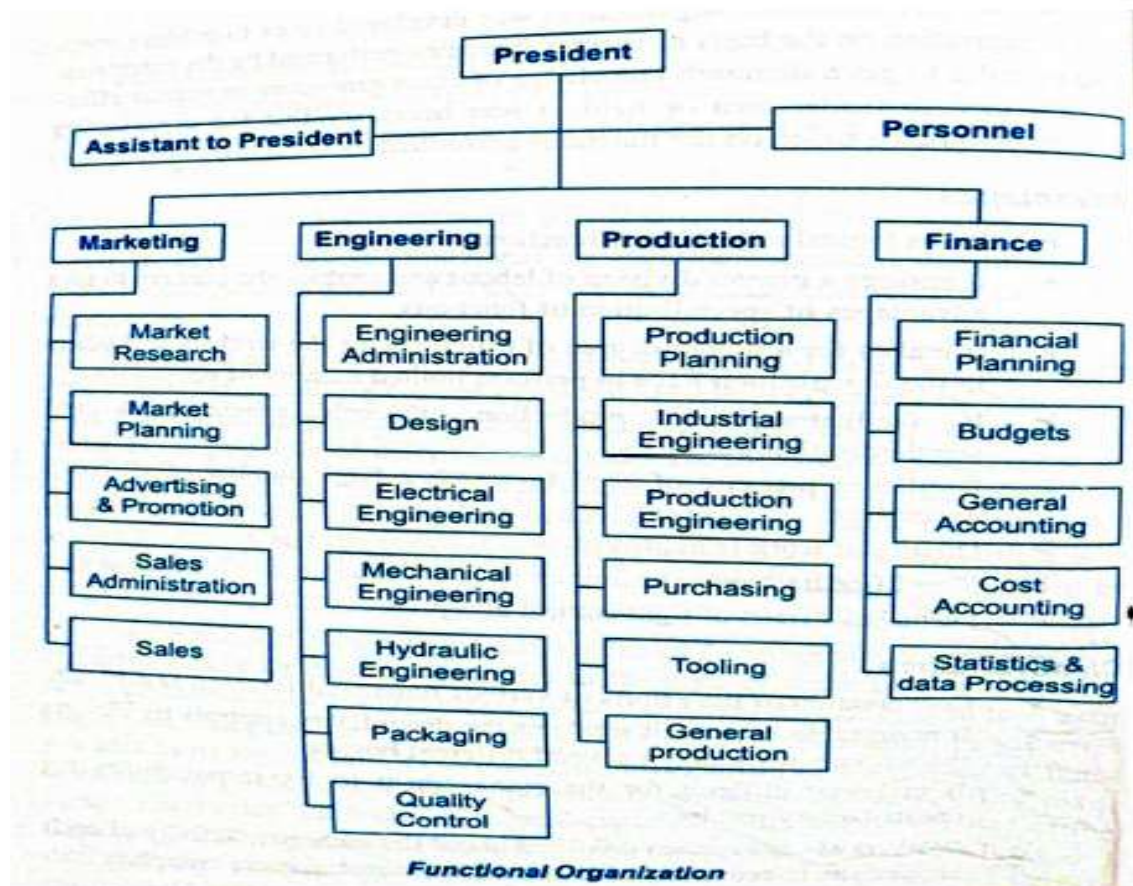 President
Assistant to President
Personnel
Marketing
Market
Research
Market
Planning
Advertising
& Promotion
Sales
Administration
Sales
Engineering
Engineering
Administration
Design
Electrical
Engineering
Mechanical
Engineering
Hydraulic
Engineering
Packaging
Quality
Control
Production
Production
Planning
Industrial
Engineering
Production
Engineering
Purchasing
Tooling
General
production
Finance
Financial
Planning
Budgets
General
Accounting
Cost
Accounting
Statistics &
data Processing
Functional Organization